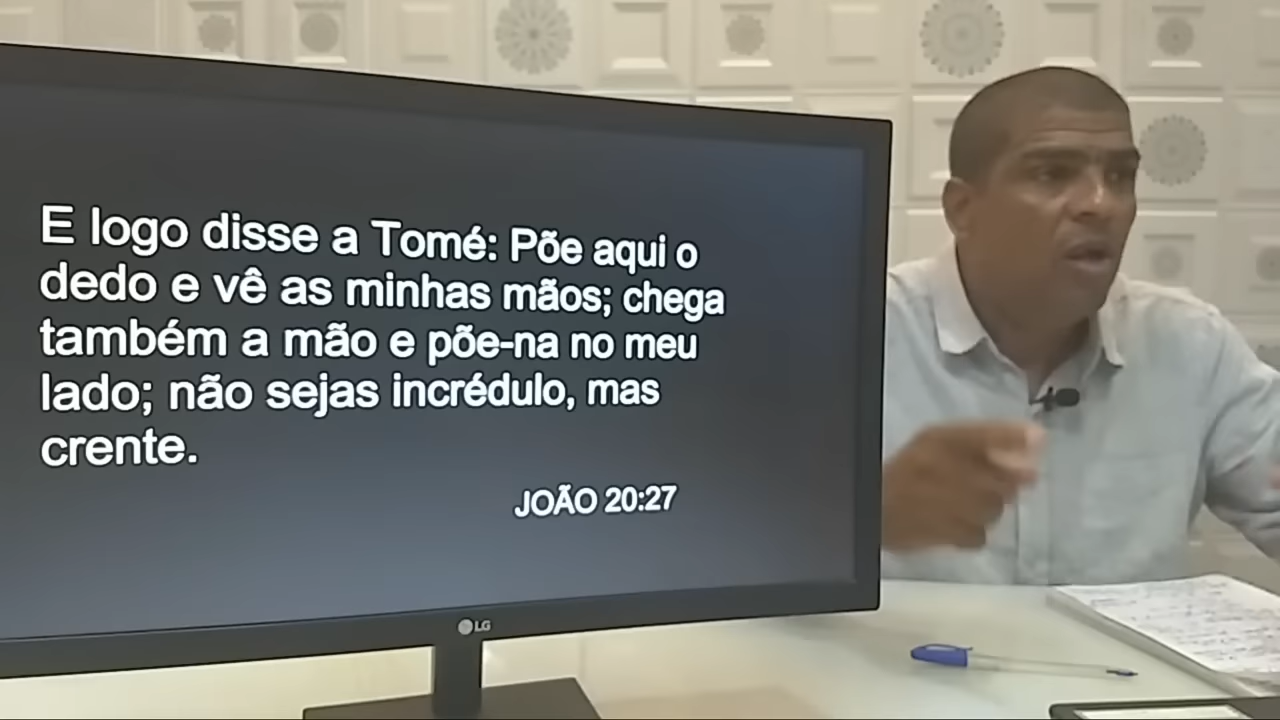 E logo disse a Tomé: Põe aqui o
dedo e vê as minhas mãos; chega
também a mão e põe-na no meu
lado; não sejas incrédulo, mas
crente.
JOÃO 20:27
LG